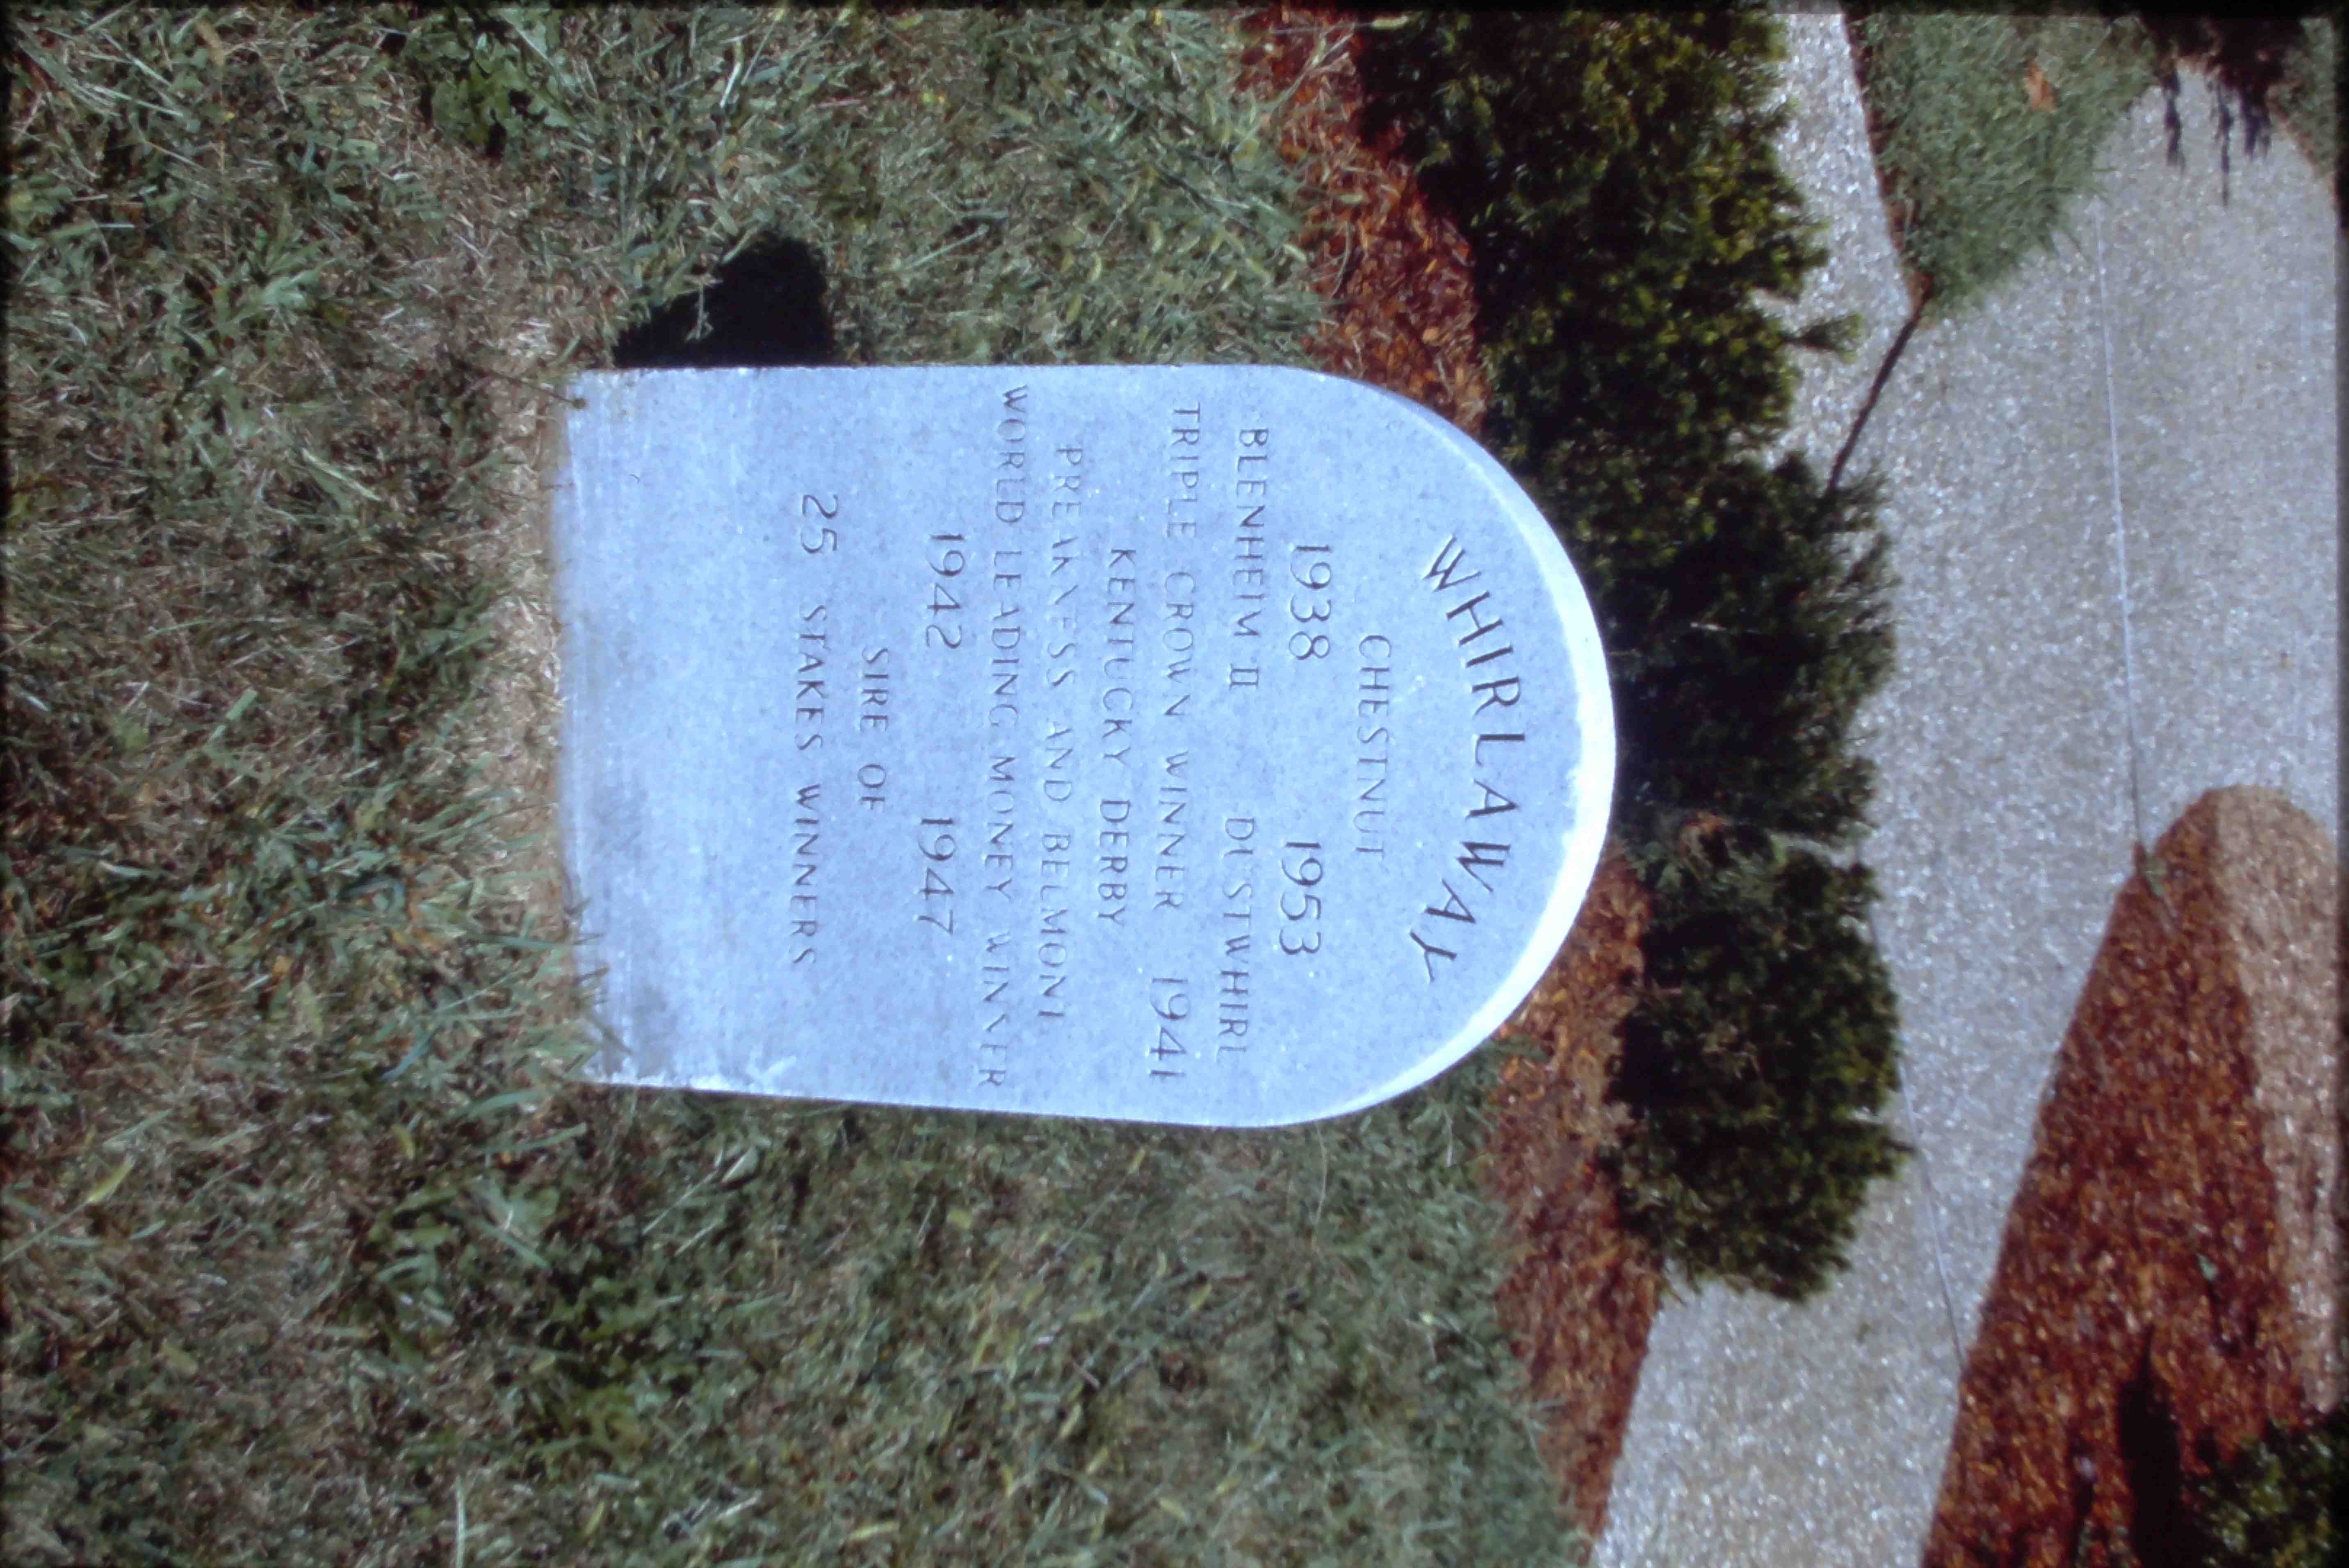 WHIRLAWAY
CHESTNUT
1938 1953
BLENHEIM II DUSTWHIRL
TRIPLE CROWN WINNER 1941
KENTUCKY DERBY
PREAKNESS AND BELMONT
WORLD LEADING MONEY WINNER
1942 1947
SIRE OF
25 STAKES WINNERS